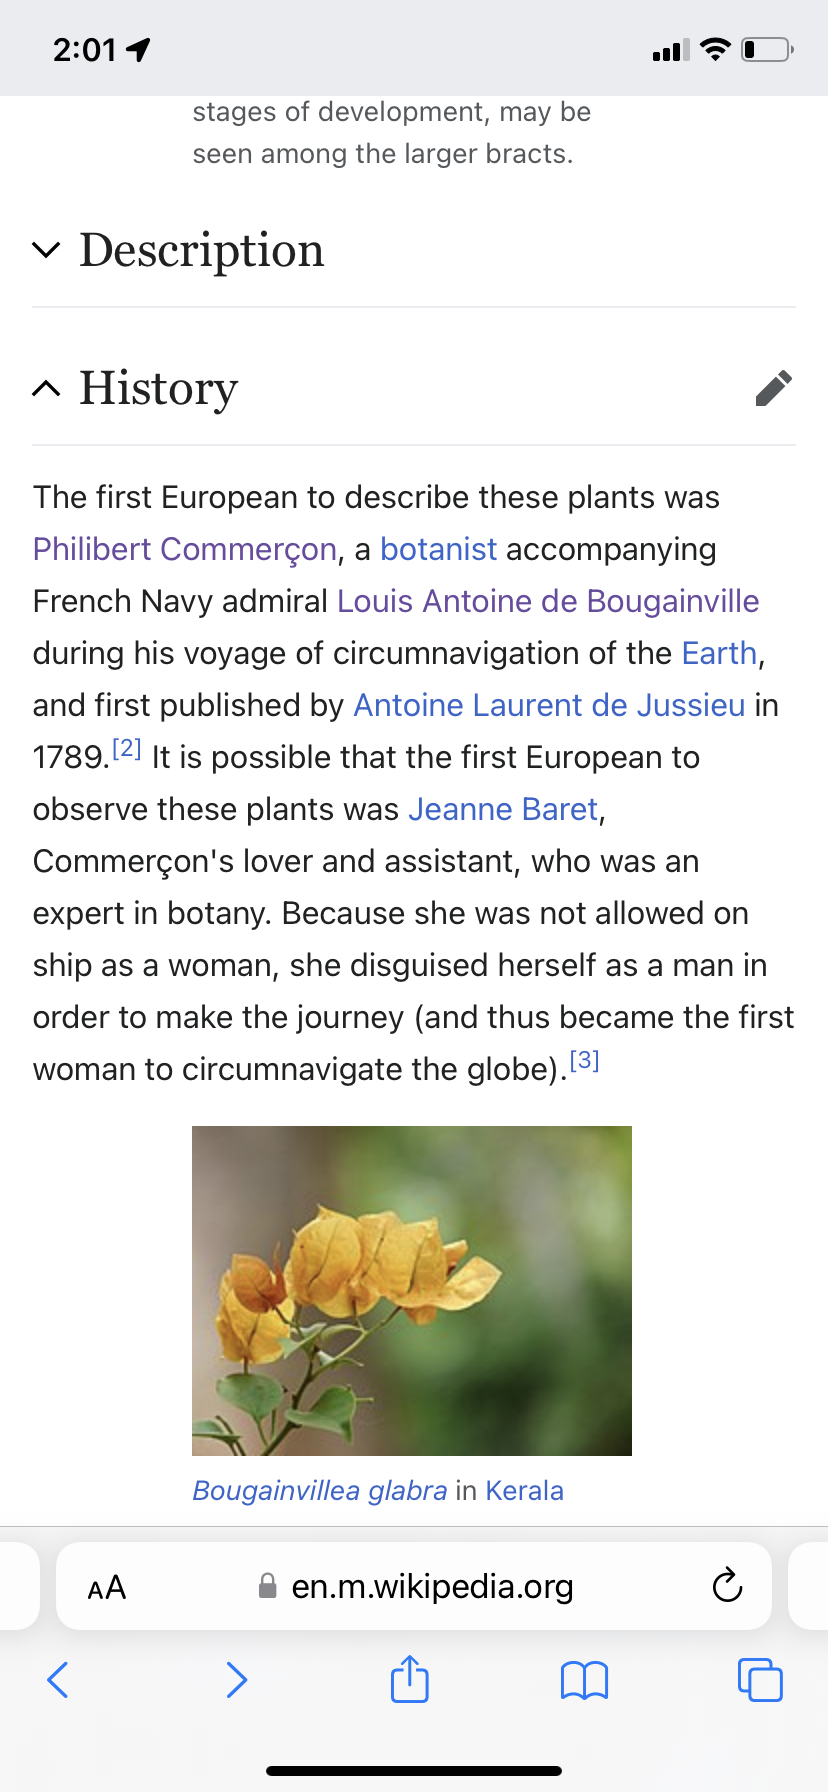 2:01
stages of development, may be
seen among the larger bracts.
Description
History
The first European to describe these plants was
Philibert Commerçon, a botanist accompanying
French Navy admiral Louis Antoine de Bougainville
during his voyage of circumnavigation of the Earth,
and first published by Antoine Laurent de Jussieu in
1789.[2] It is possible that the first European to
observe these plants was Jeanne Baret,
Commerçon's lover and assistant, who was an
expert in botany. Because she was not allowed on
ship as a woman, she disguised herself as a man in
order to make the journey (and thus became the first
woman to circumnavigate the globe).[3]
Bougainvillea glabra in Kerala
AA en.m.wikipedia.org